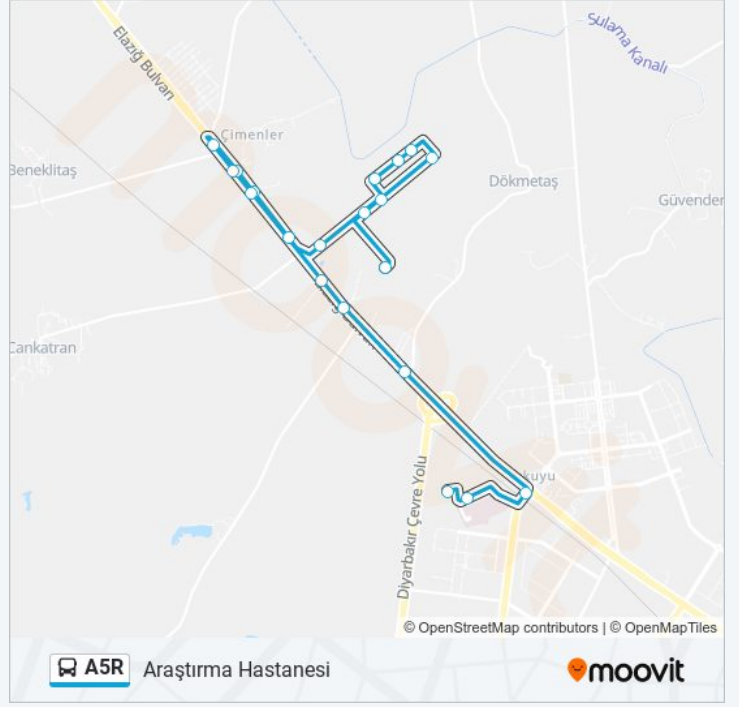 Elazığ Bulvarı
Sulama Kanalı
Çimenler
Beneklitaş
Dökmetaş
Güvendere
Cankatran
kuyu
Diyarbakır Çevre Yolu
© OpenStreetMap contributors | © OpenMapTiles
A5R Araştırma Hastanesi
moovit